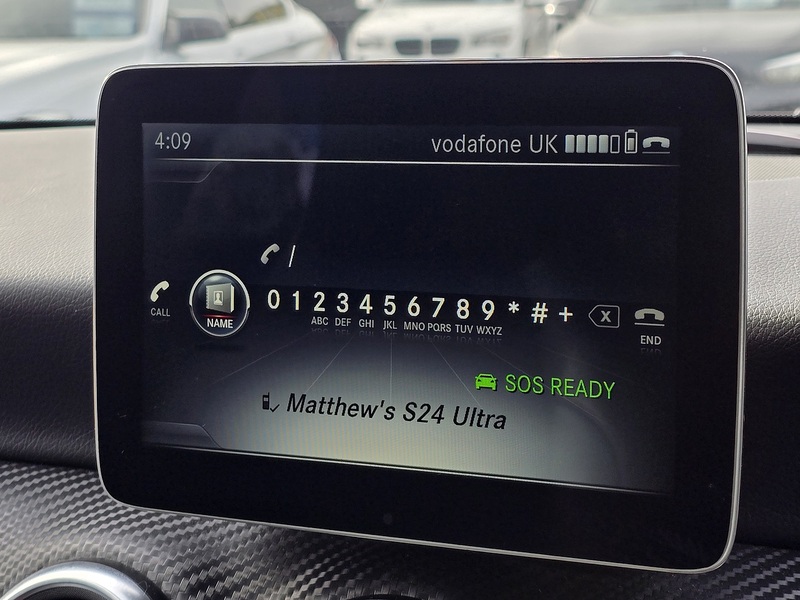 4:09 vodafone UK
CALL NAME 0 1 2 3 4 5 6 7 8 9 * # + X END
ABC DEF GHI JKL MNO PQRS TUV WXYZ
SOS READY
Matthew's S24 Ultra